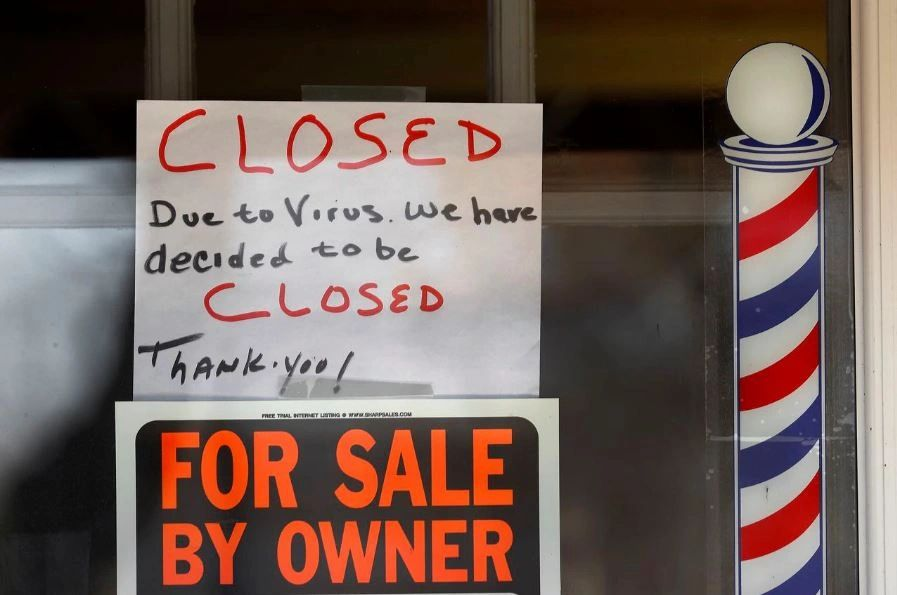 CLOSED
Due to Virus. We have
decided to be
CLOSED
THANK.you!
FREE TRIAL INTERNET LISTING @ WWW.SHARPSALES.COM
FOR SALE
BY OWNER